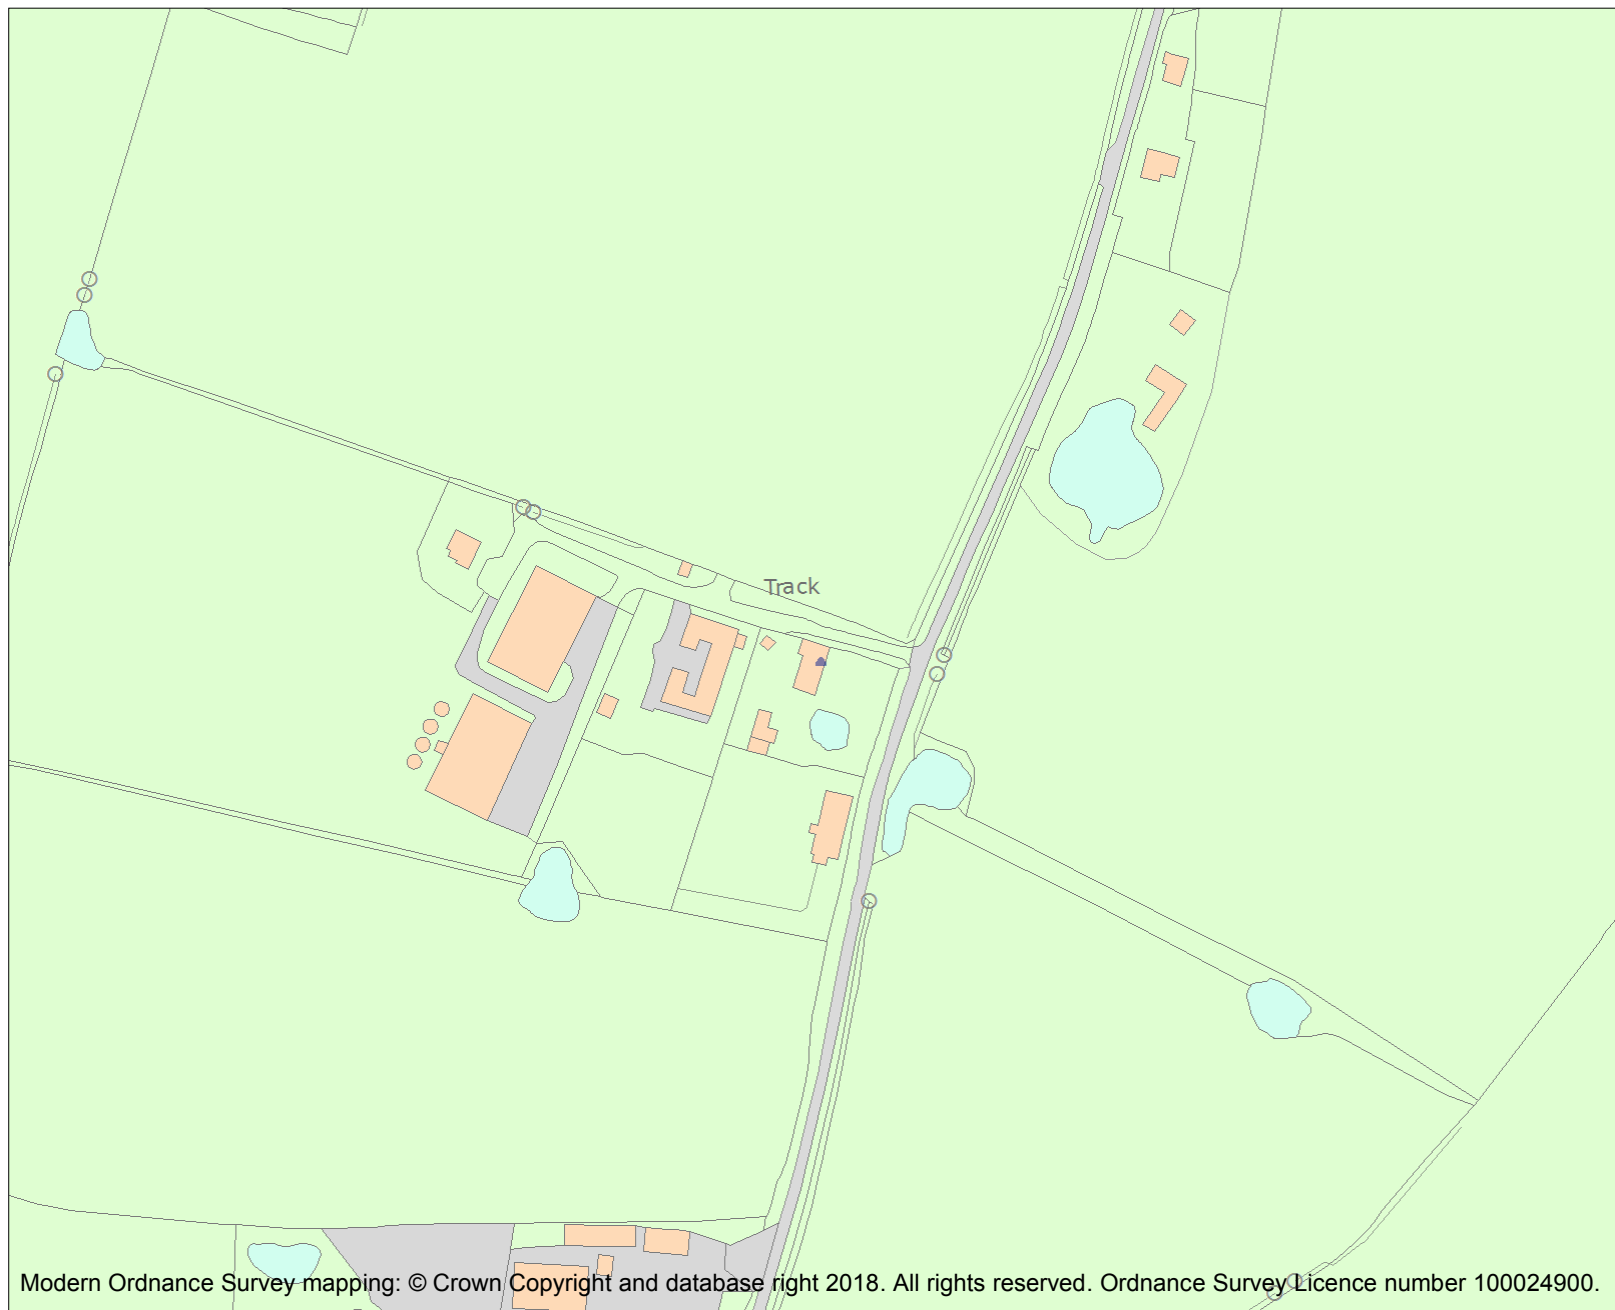 Track
Modern Ordnance Survey mapping: © Crown Copyright and database right 2018. All rights reserved. Ordnance Survey Licence number 100024900.